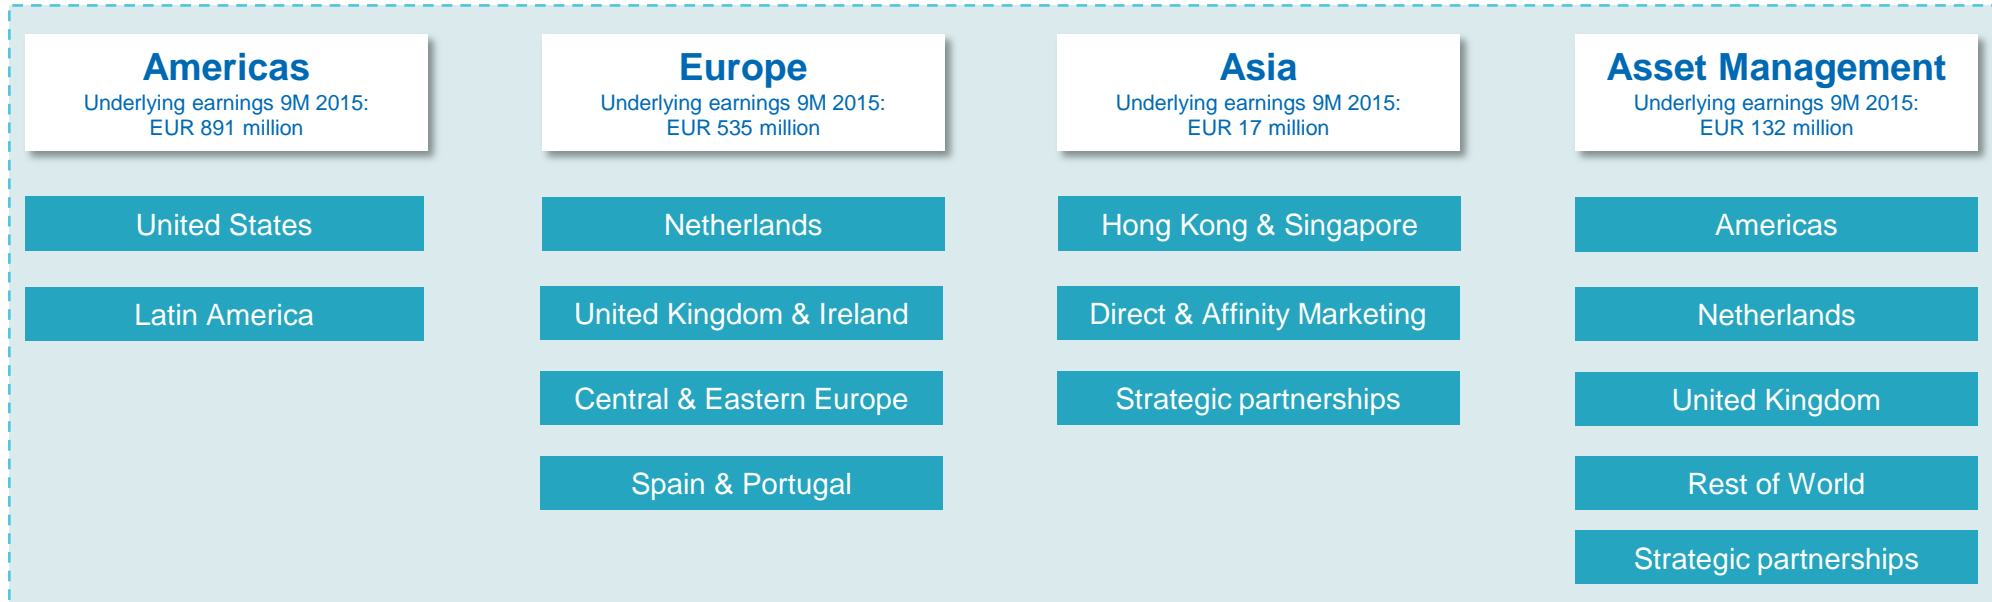 Americas
Underlying earnings 9M 2015:
EUR 891 million
United States
Latin America
Europe
Underlying earnings 9M 2015:
EUR 535 million
Netherlands
United Kingdom & Ireland
Central & Eastern Europe
Spain & Portugal
Asia
Underlying earnings 9M 2015:
EUR 17 million
Hong Kong & Singapore
Direct & Affinity Marketing
Strategic partnerships
Asset Management
Underlying earnings 9M 2015:
EUR 132 million
Americas
Netherlands
United Kingdom
Rest of World
Strategic partnerships